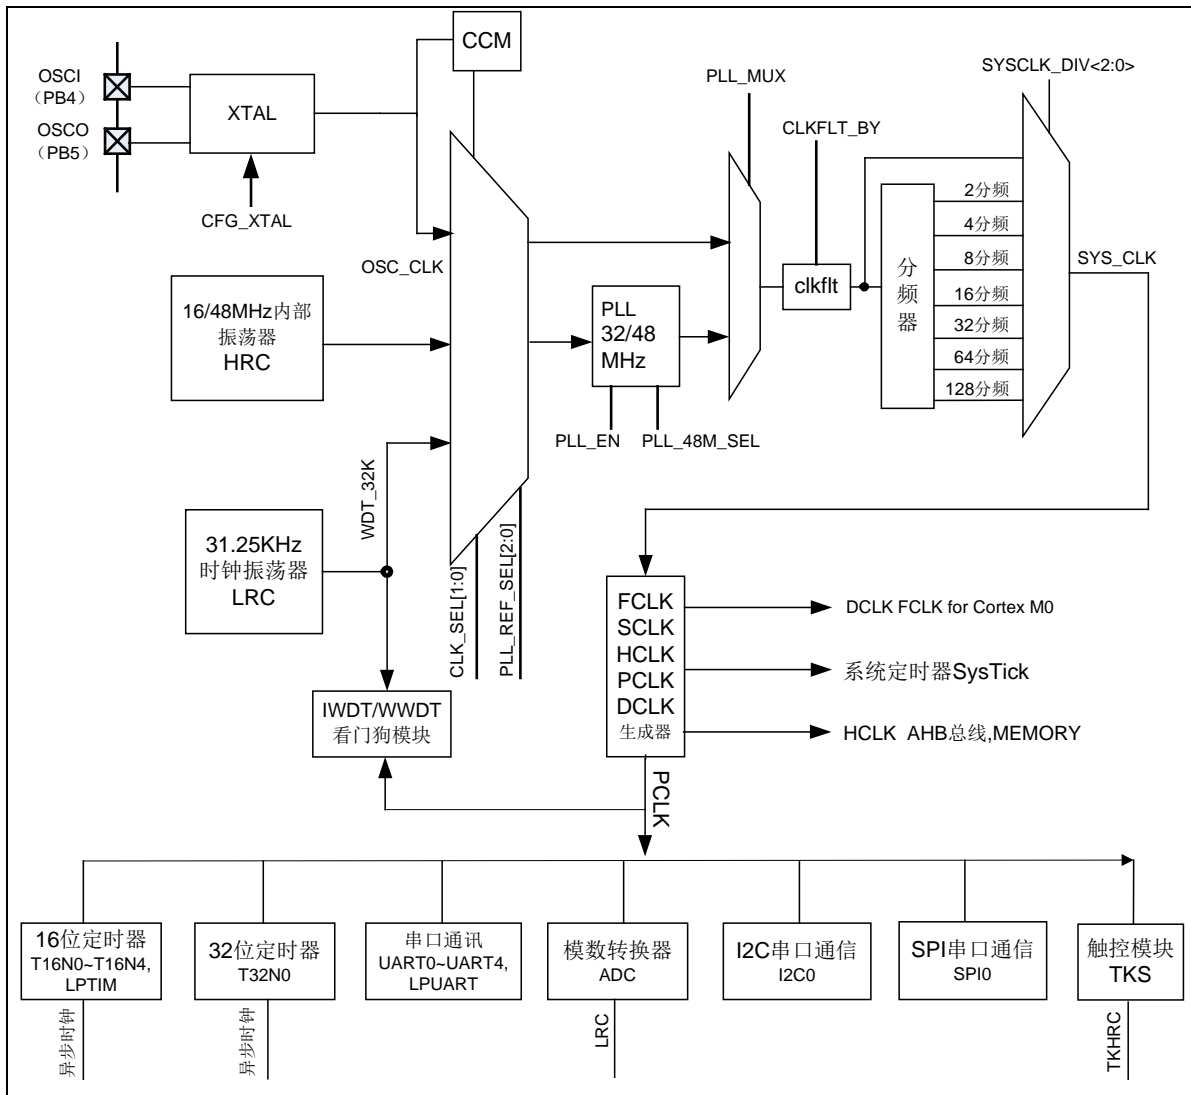 CCM
OSCI
（PB4）
OSCO
（PB5）
XTAL
CFG_XTAL
PLL_MUX
SYSCLK_DIV<2:0>
CLKFLT_BY
OSC_CLK
16/48MHz内部
振荡器
HRC
PLL
32/48
MHz
PLL_EN
PLL_48M_SEL
clkflt
分频器
2分频
4分频
8分频
16分频
32分频
64分频
128分频
SYS_CLK
WDT_32K
31.25KHz
时钟振荡器
LRC
CLK_SEL[1:0]
PLL_REF_SEL[2:0]
IWDT/WWDT
看门狗模块
FCLK
SCLK
HCLK
PCLK
DCLK
生成器
DCLK FCLK for Cortex M0
系统定时器SysTick
HCLK AHB总线,MEMORY
PCLK
16位定时器
T16N0~T16N4,
LPTIM
32位定时器
T32N0
串口通讯
UART0~UART4,
LPUART
模数转换器
ADC
I2C串口通信
I2C0
SPI串口通信
SPI0
触控模块
TKS
异步时钟
异步时钟
LRC
TKHRC